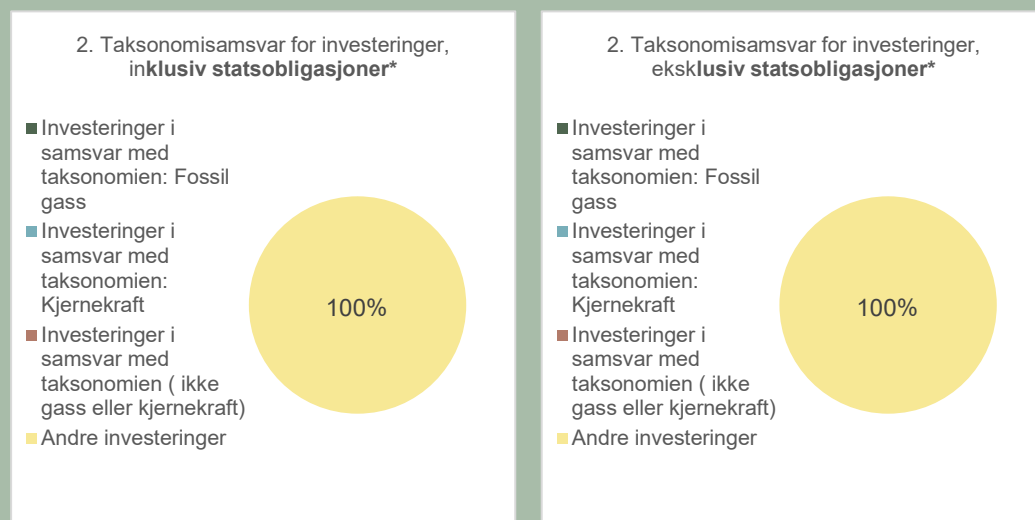 2. Taksonomisamsvar for investeringer,
inklusiv statsobligasjoner*
Investeringer i
samsvar med
taksonomien: Fossil
gass
Investeringer i
samsvar med
taksonomien:
Kjernekraft
Investeringer i
samsvar med
taksonomien ( ikke
gass eller kjernekraft)
Andre investeringer
100%
2. Taksonomisamsvar for investeringer,
eksklusiv statsobligasjoner*
Investeringer i
samsvar med
taksonomien: Fossil
gass
Investeringer i
samsvar med
taksonomien:
Kjernekraft
Investeringer i
samsvar med
taksonomien ( ikke
gass eller kjernekraft)
Andre investeringer
100%